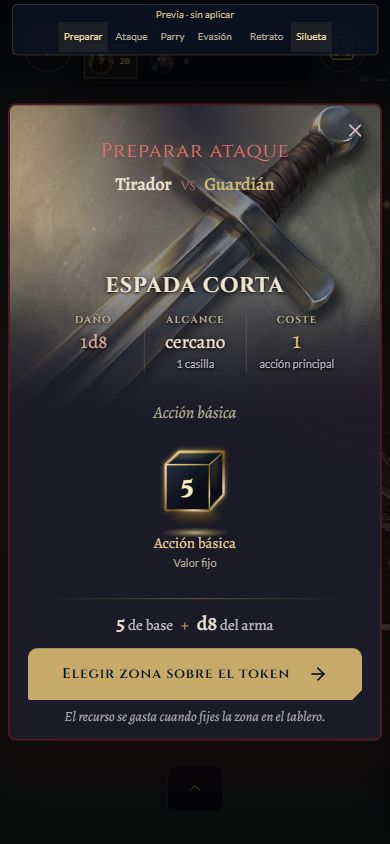 Previa · sin aplicar
Preparar Ataque Parry Evasión Retrato Silueta
28 4
Preparar ataque
Tirador Vs Guardián
ESPADA CORTA
DAÑO ALCANCE COSTE
1d8 cercano 1
1 casilla acción principal
Acción básica
5
Acción básica
Valor fijo
5 de base + d8 del arma
Elegir zona sobre el token →
El recurso se gasta cuando fijes la zona en el tablero.